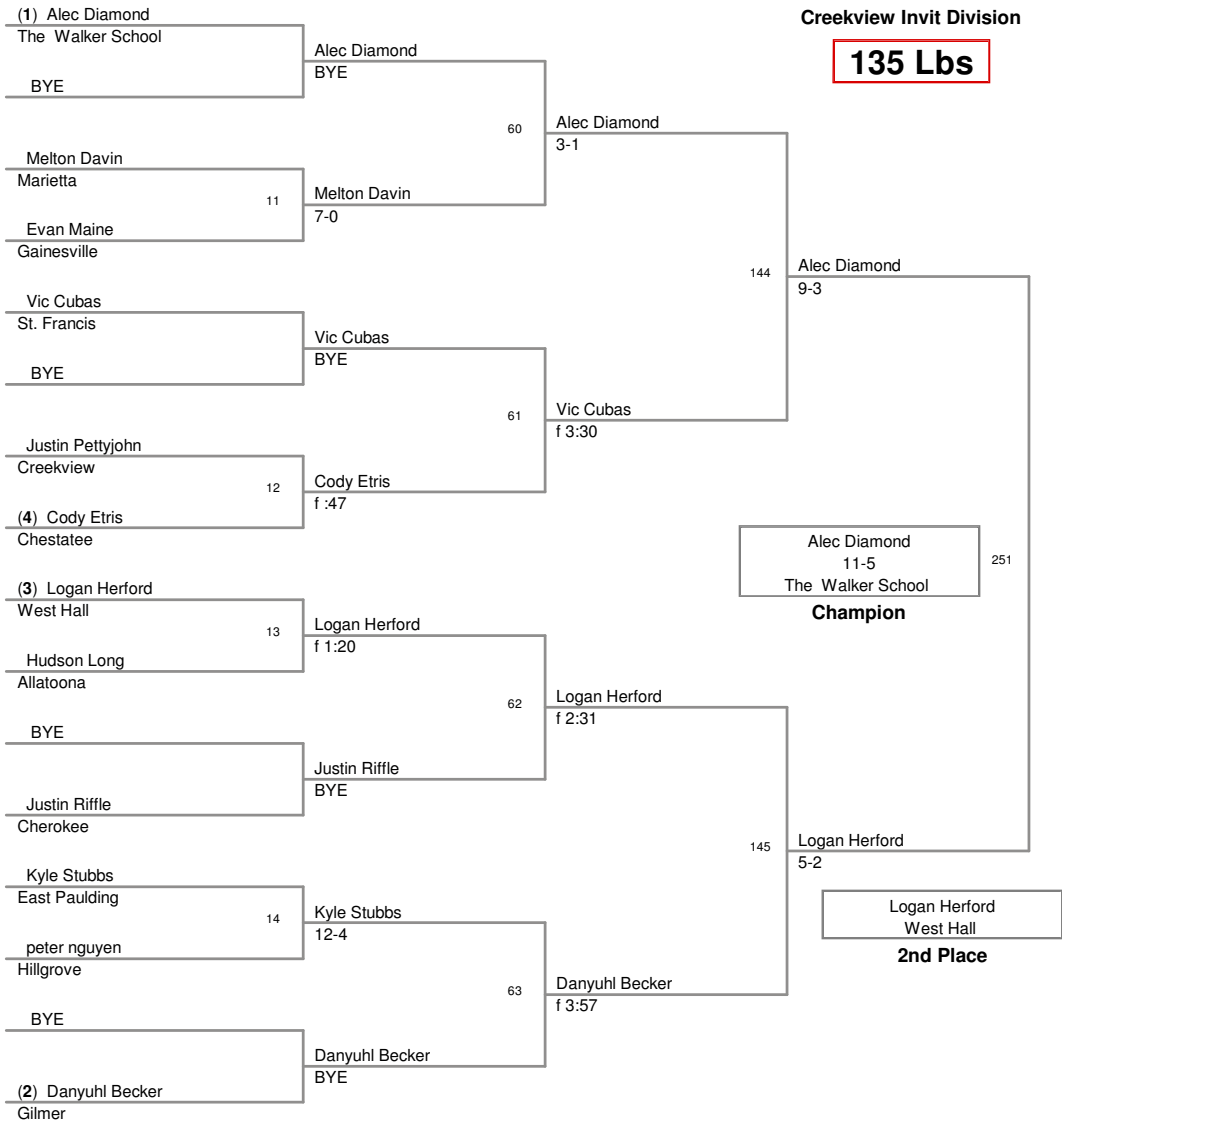 Creekview Invit Division
135 Lbs
(1) Alec Diamond
The Walker School
BYE
Melton Davin
Marietta
11
Evan Maine
Gainesville
Vic Cubas
St. Francis
BYE
Justin Pettyjohn
Creekview
12
(4) Cody Etris
Chestatee
(3) Logan Herford
West Hall
13
Hudson Long
Allatoona
BYE
Justin Riffle
Cherokee
Kyle Stubbs
East Paulding
14
peter nguyen
Hillgrove
BYE
(2) Danyuhl Becker
Gilmer
Alec Diamond
BYE
60
Melton Davin
7-0
Vic Cubas
BYE
61
Cody Etris
f :47
Logan Herford
f 1:20
62
Justin Riffle
BYE
Kyle Stubbs
12-4
63
Danyuhl Becker
BYE
Alec Diamond
3-1
144
Vic Cubas
f 3:30
Logan Herford
f 2:31
145
Danyuhl Becker
f 3:57
Alec Diamond
9-3
251
Logan Herford
5-2
Alec Diamond
11-5
The Walker School
Champion
Logan Herford
West Hall
2nd Place